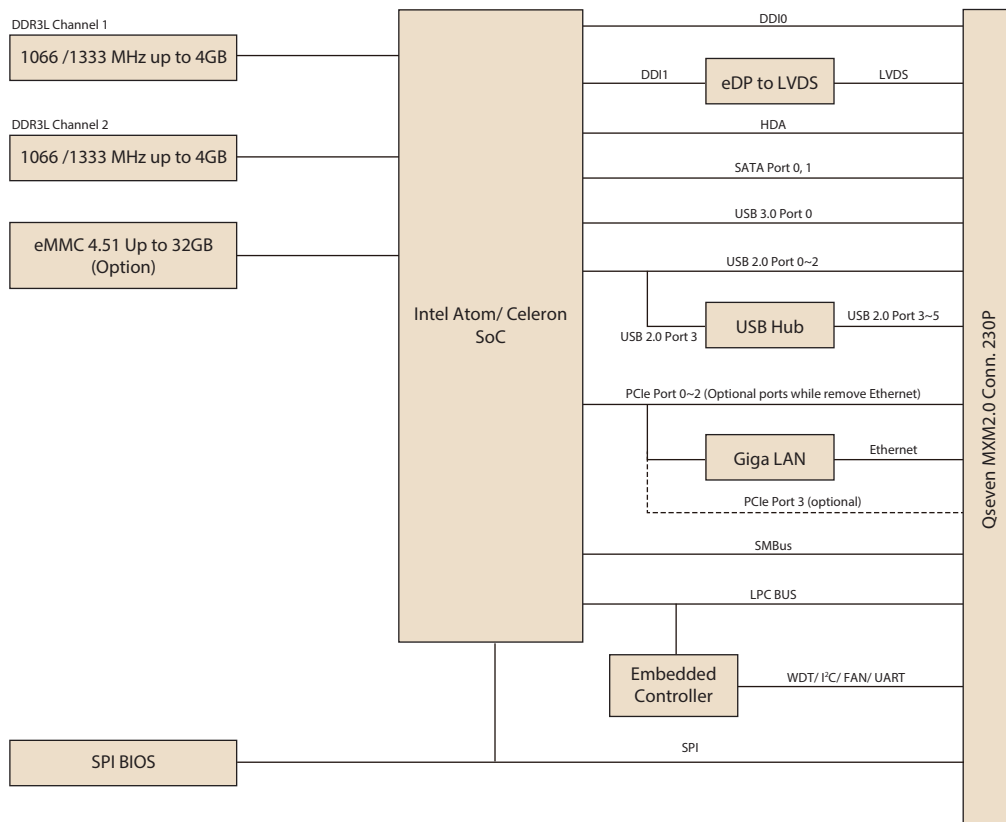 DDR3L Channel 1
1066 /1333 MHz up to 4GB
DDR3L Channel 2
1066 /1333 MHz up to 4GB
eMMC 4.51 Up to 32GB
(Option)
SPI BIOS
Intel Atom/ Celeron
SoC
DDI0
DDI1
eDP to LVDS
LVDS
HDA
SATA Port 0, 1
USB 3.0 Port 0
USB 2.0 Port 0~2
USB 2.0 Port 3
USB Hub
USB 2.0 Port 3~5
PCIe Port 0~2 (Optional ports while remove Ethernet)
Giga LAN
Ethernet
PCIe Port 3 (optional)
SMBus
LPC BUS
Embedded
Controller
WDT/ I²C/ FAN/ UART
SPI
Qseven MXM2.0 Conn. 230P